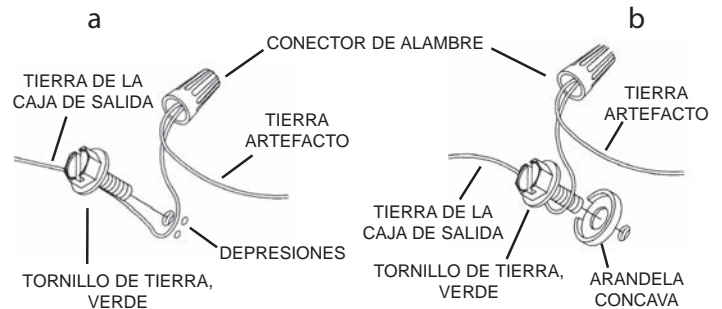 a
b
CONECTOR DE ALAMBRE
TIERRA DE LA
CAJA DE SALIDA
TIERRA
ARTEFACTO
DEPRESIONES
TORNILLO DE TIERRA,
VERDE
TIERRA
ARTEFACTO
TIERRA DE LA
CAJA DE SALIDA
TORNILLO DE TIERRA,
VERDE
ARANDELA
CONCAVA